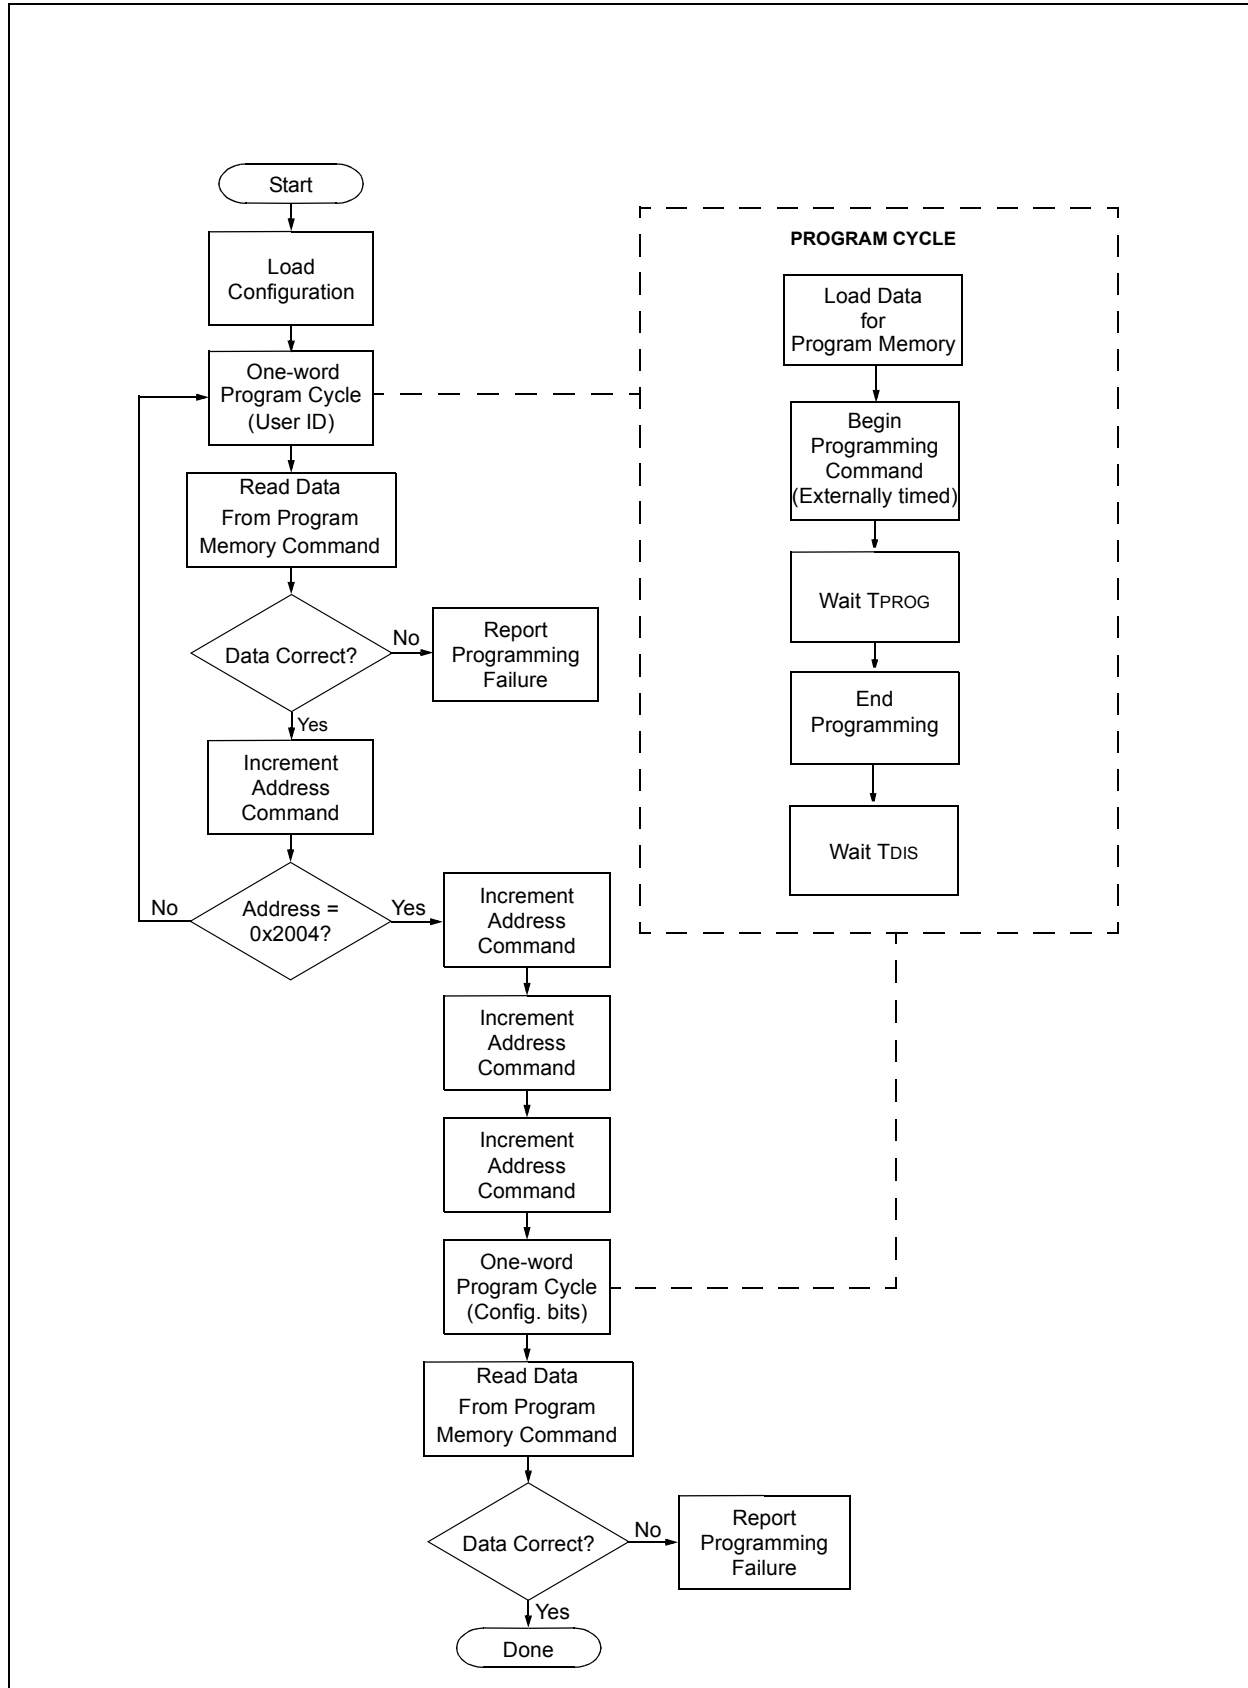 Start
Load
Configuration
One-word
Program Cycle
(User ID)
Read Data
From Program
Memory Command
Data Correct?
No
Report
Programming
Failure
Yes
Increment
Address
Command
Address =
0x2004?
No
Yes
Increment
Address
Command
Increment
Address
Command
Increment
Address
Command
One-word
Program Cycle
(Config. bits)
Read Data
From Program
Memory Command
Data Correct?
No
Report
Programming
Failure
Yes
Done
PROGRAM CYCLE
Load Data
for
Program Memory
Begin
Programming
Command
(Externally timed)
Wait TPROG
End
Programming
Wait TDIS